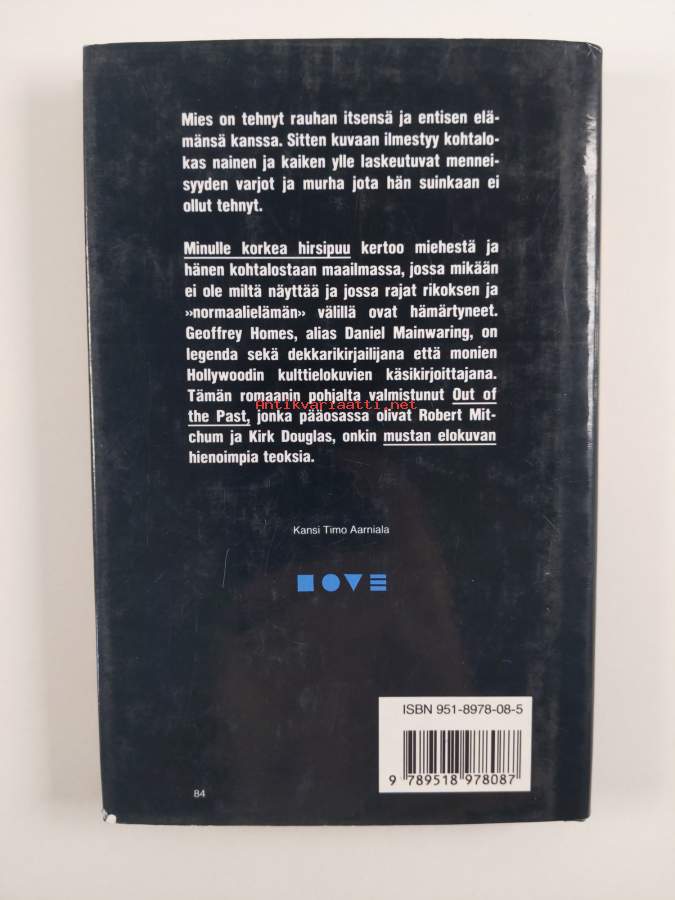 Mies on tehnyt rauhan itsensä ja entisen elä-
mänsä kanssa. Sitten kuvaan ilmestyy kohtalo-
kas nainen ja kaiken ylle laskeutuvat mennei-
syyden varjot ja murha jota hän suinkaan ei
ollut tehnyt.
Minulle korkea hirsipuu kertoo miehestä ja
hänen kohtalostaan maailmassa, jossa mikään
ei ole miltä näyttää ja jossa rajat rikoksen ja
»normaalielämän» välillä ovat hämärtyneet.
Geoffrey Homes, alias Daniel Mainwaring, on
legenda sekä dekkarikirjailijana että monien
Hollywoodin kulttielokuvien käsikirjoittajana.
Tämän romaanin pohjalta valmistunut Out of
Antikvariaatti.net
the Past, jonka pääosassa olivat Robert Mit-
chum ja Kirk Douglas, onkin mustan elokuvan
hienoimpia teoksia.
Kansi Timo Aarniala
LOVE
ISBN 951-8978-08-5
9 789518 978087
84